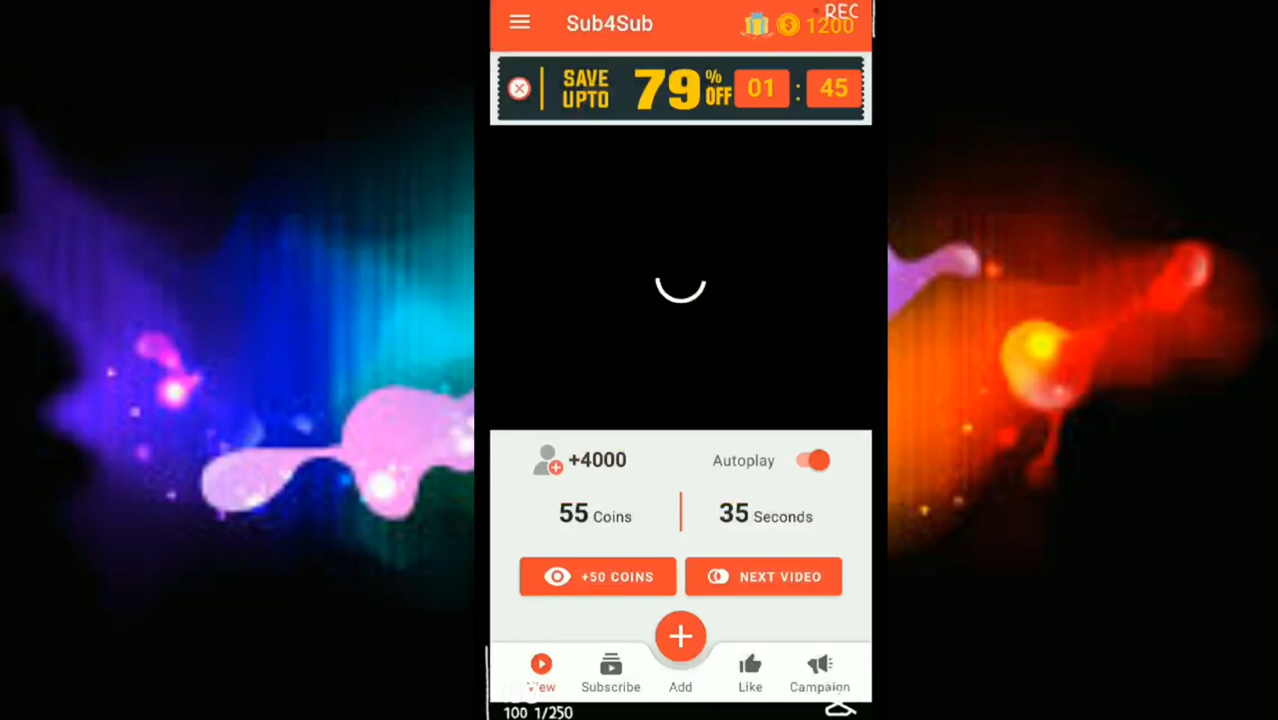 Sub4Sub
REC
1200
SAVE UPTO 79% OFF 01 : 45
+4000
Autoplay
55 Coins
35 Seconds
+50 COINS
NEXT VIDEO
View
Subscribe
Add
Like
Campaign
100 1/250